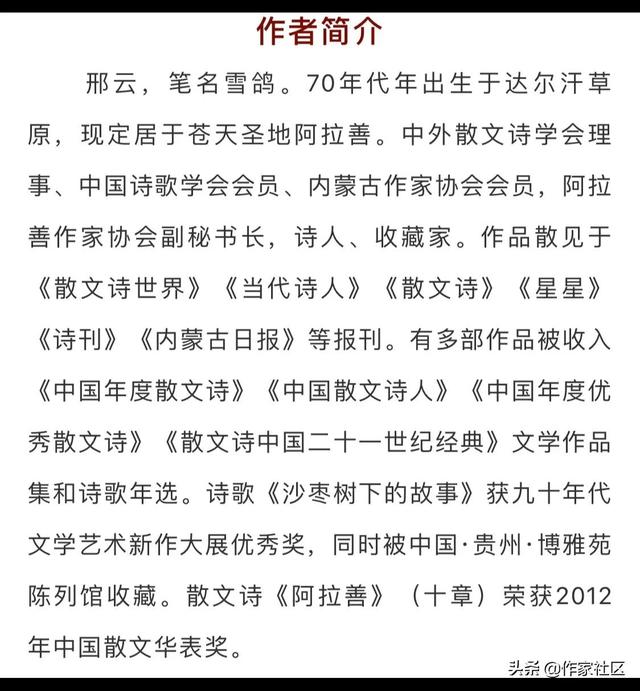 作者简介
邢云，笔名雪鸽。70年代年出生于达尔汗草
原，现定居于苍天圣地阿拉善。中外散文诗学会理
事、中国诗歌学会会员、内蒙古作家协会会员，阿拉
善作家协会副秘书长，诗人、收藏家。作品散见于
《散文诗世界》《当代诗人》《散文诗》《星星》
《诗刊》《内蒙古日报》等报刊。有多部作品被收入
《中国年度散文诗》《中国散文诗人》《中国年度优
秀散文诗》《散文诗中国二十一世纪经典》文学作品
集和诗歌年选。诗歌《沙枣树下的故事》获九十年代
文学艺术新作大展优秀奖，同时被中国·贵州·博雅苑
陈列馆收藏。散文诗《阿拉善》（十章）荣获2012
年中国散文华表奖。
头条 @作家社区